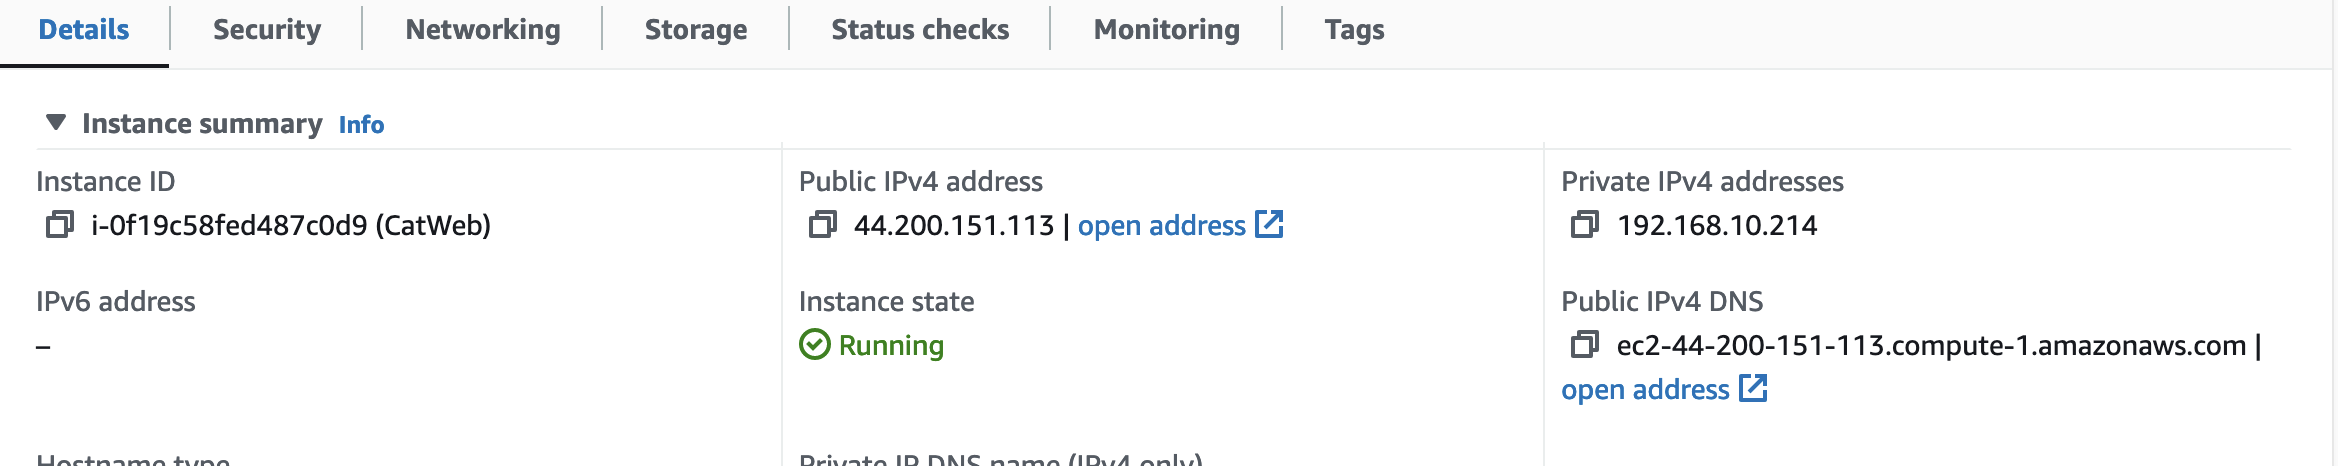 Details Security Networking Storage Status checks Monitoring Tags
Instance summary Info
Instance ID
i-0f19c58fed487c0d9 (CatWeb)
Public IPv4 address
44.200.151.113 | open address
Private IPv4 addresses
192.168.10.214
IPv6 address
–
Instance state
Running
Public IPv4 DNS
ec2-44-200-151-113.compute-1.amazonaws.com |
open address
Hostname type
Private IP DNS name (IPv4 only)